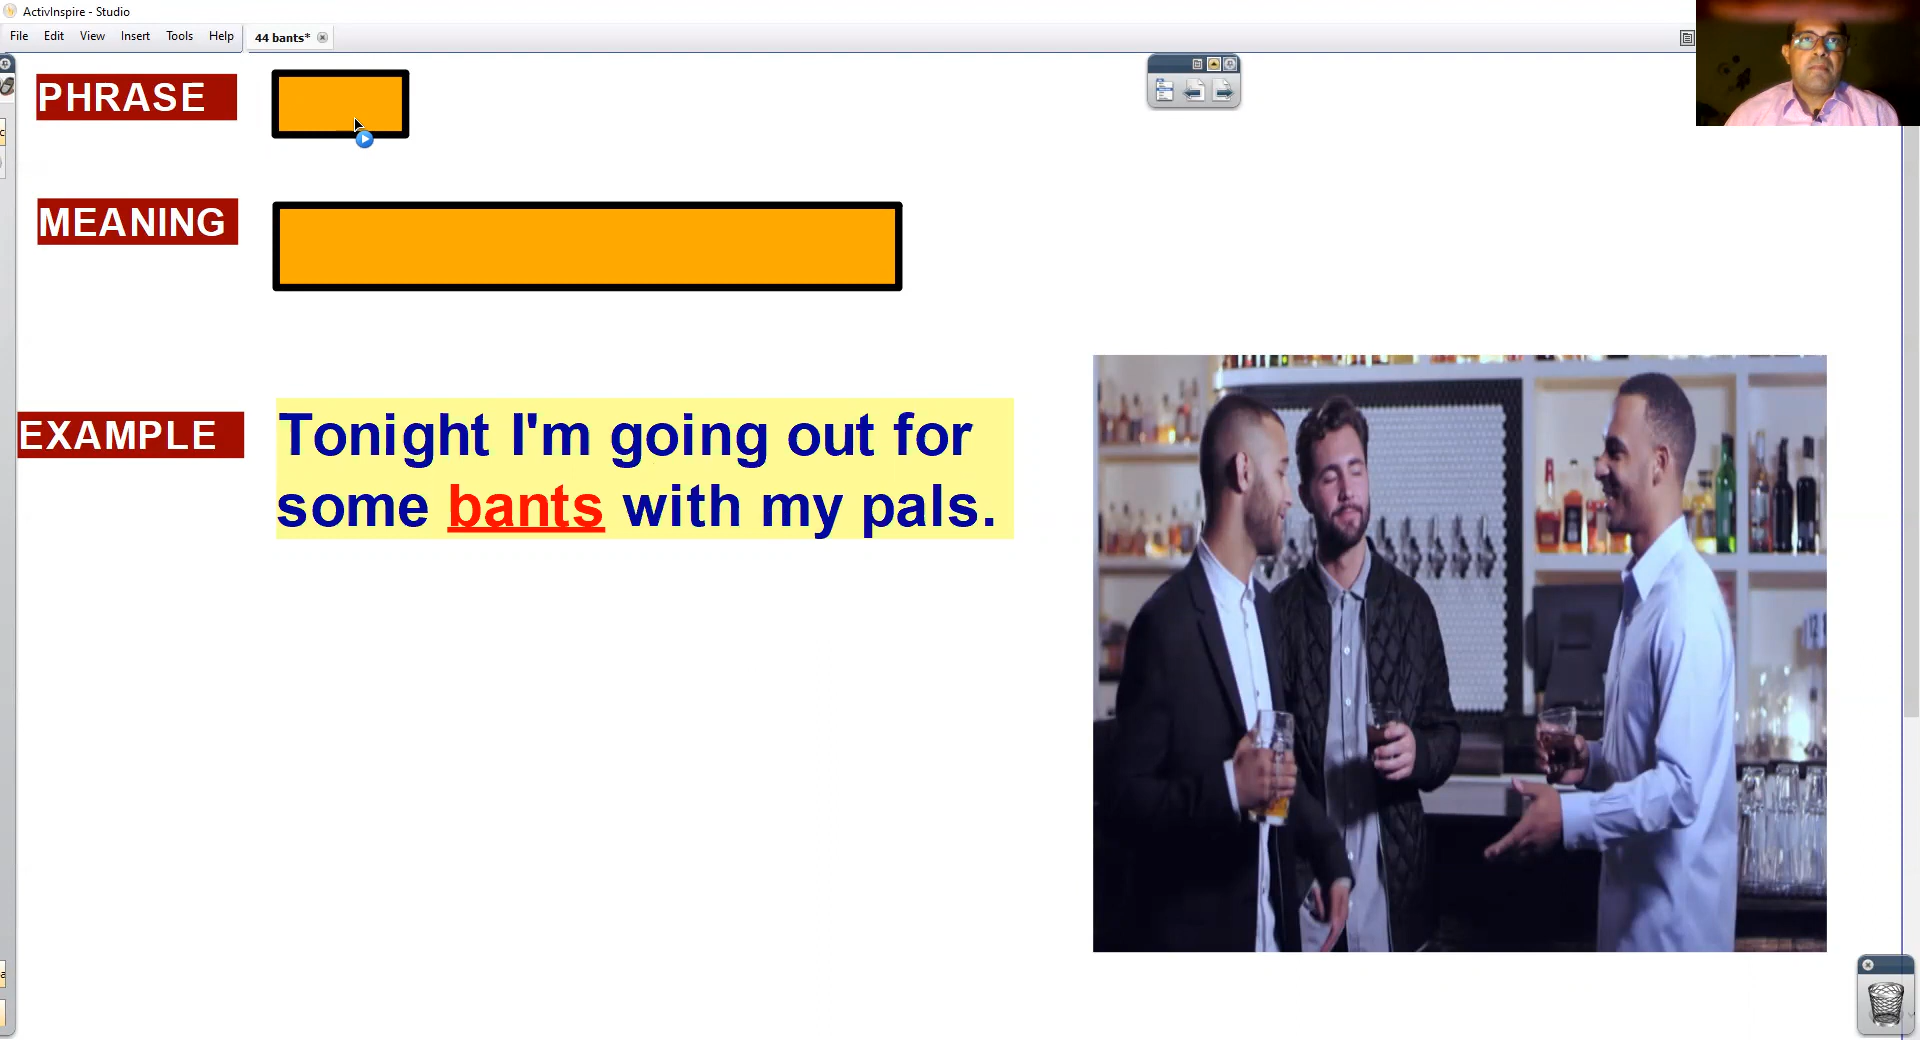 ActivInspire - Studio
File Edit View Insert Tools Help 44 bants*
PHRASE
MEANING
EXAMPLE
Tonight I'm going out for
some bants with my pals.